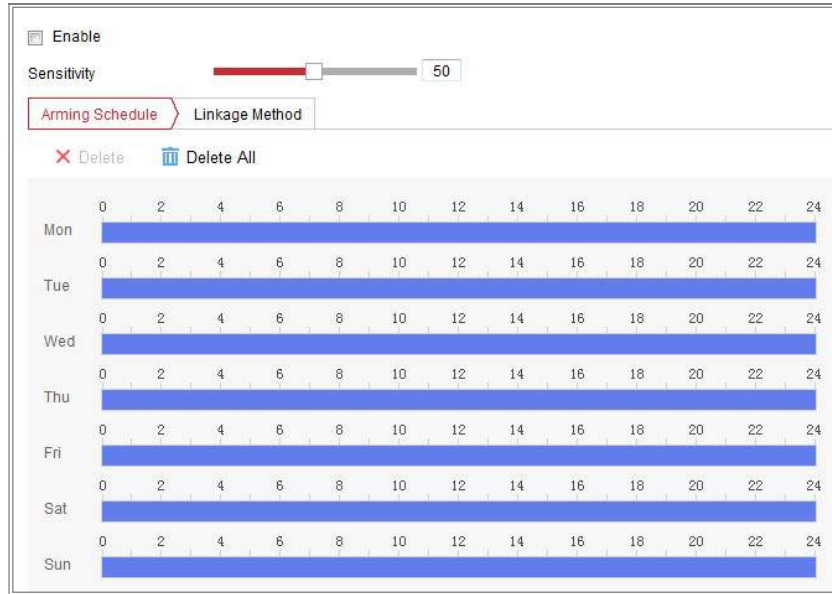 Enable
Sensitivity 50
Arming Schedule Linkage Method
Delete Delete All
0 2 4 6 8 10 12 14 16 18 20 22 24
Mon
0 2 4 6 8 10 12 14 16 18 20 22 24
Tue
0 2 4 6 8 10 12 14 16 18 20 22 24
Wed
0 2 4 6 8 10 12 14 16 18 20 22 24
Thu
0 2 4 6 8 10 12 14 16 18 20 22 24
Fri
0 2 4 6 8 10 12 14 16 18 20 22 24
Sat
0 2 4 6 8 10 12 14 16 18 20 22 24
Sun